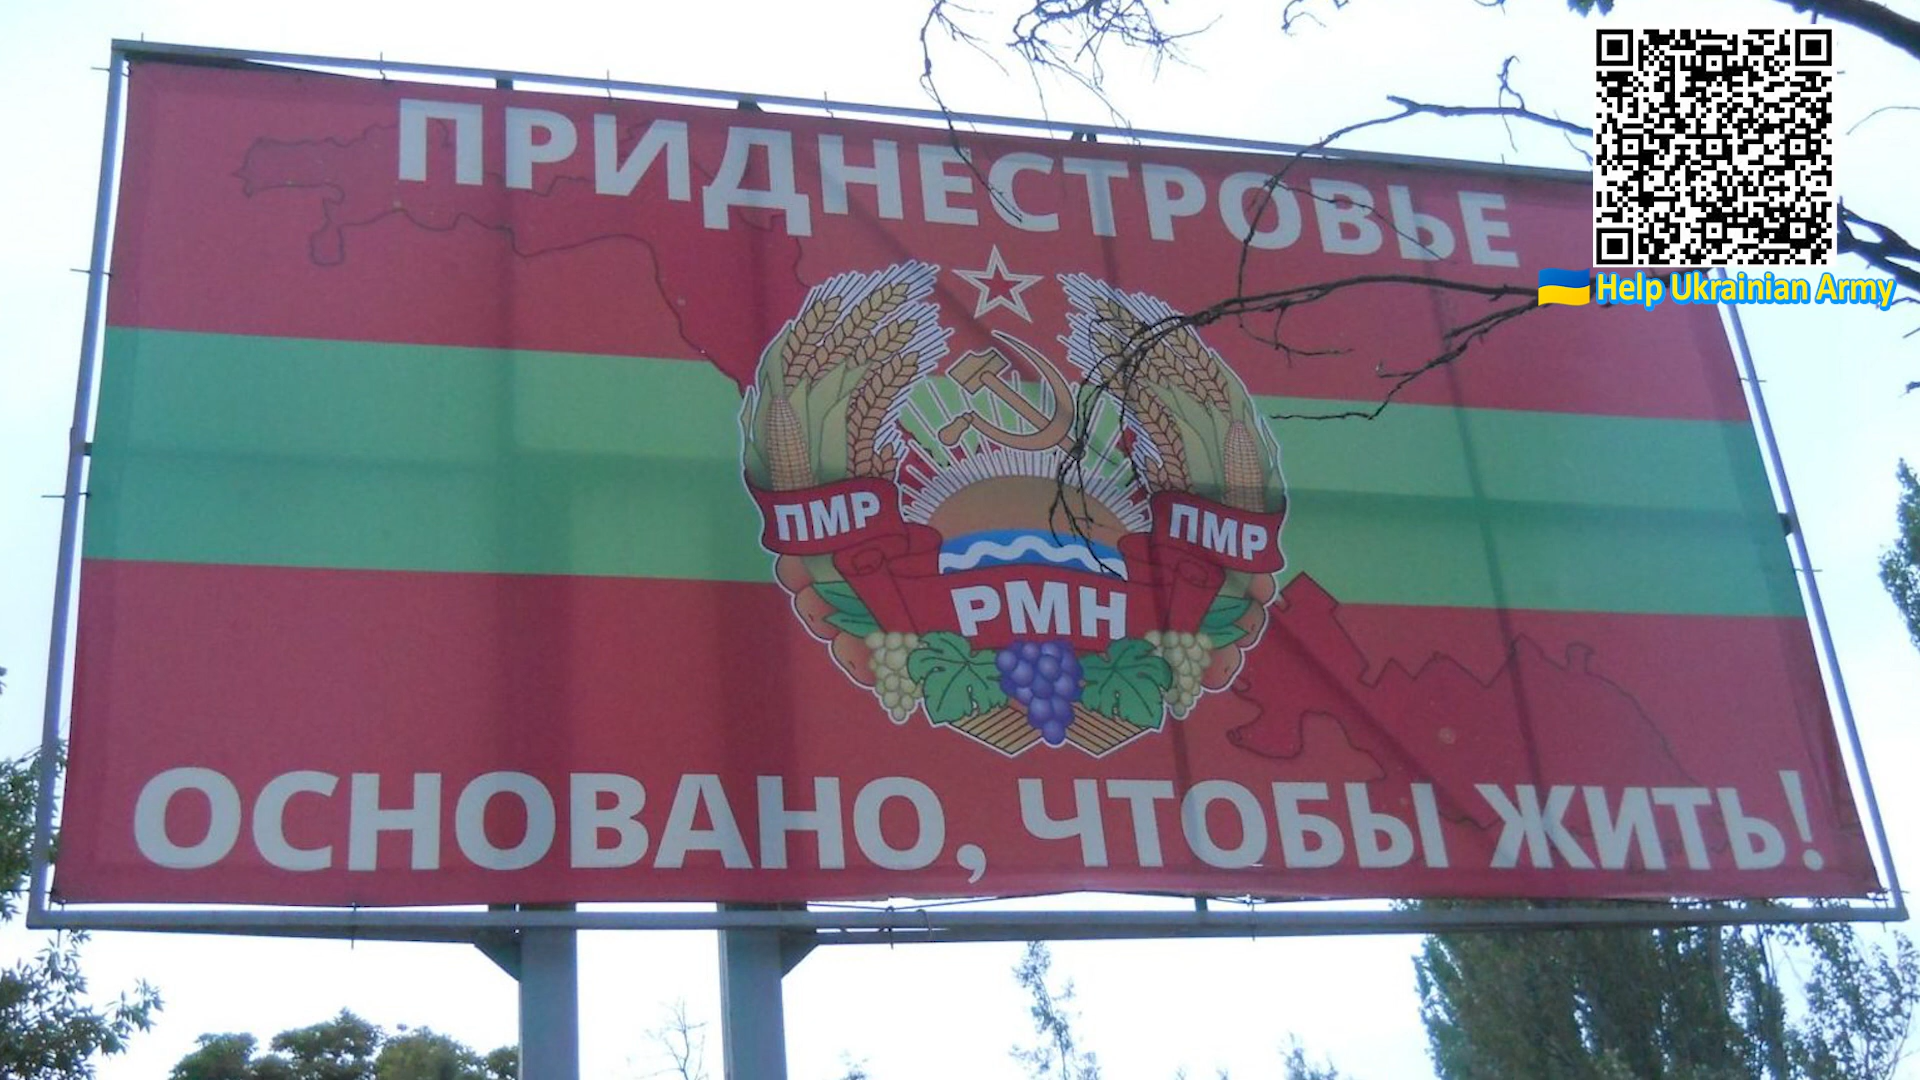 ПРИДНЕСТРОВЬЕ
Help Ukrainian Army
ПМР
ПМР
РМН
ОСНОВАНО, ЧТОБЫ ЖИТЬ!